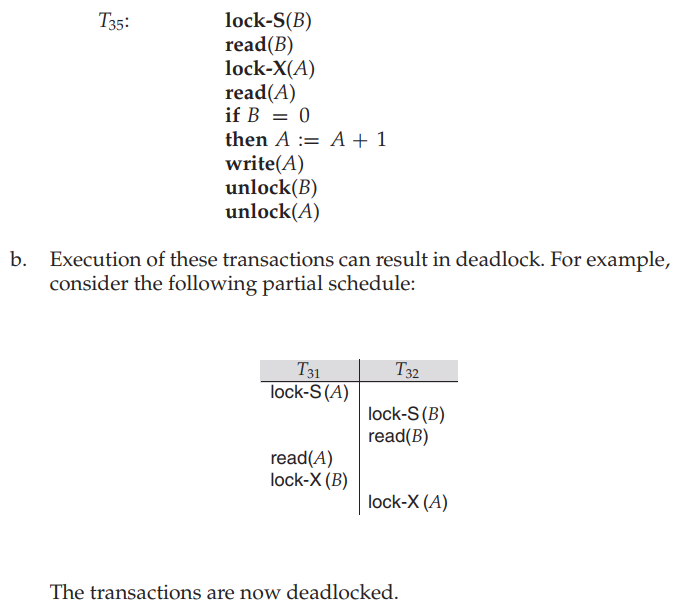 T35: lock-S(B)
read(B)
lock-X(A)
read(A)
if B = 0
then A := A + 1
write(A)
unlock(B)
unlock(A)
b. Execution of these transactions can result in deadlock. For example,
consider the following partial schedule:
T31 T32
lock-S (A)
lock-S (B)
read(B)
read(A)
lock-X (B)
lock-X (A)
The transactions are now deadlocked.